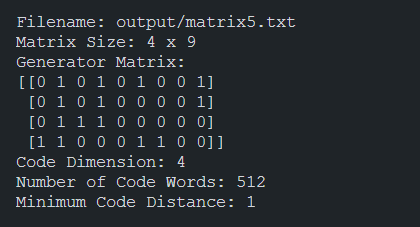 Filename: output/matrix5.txt
Matrix Size: 4 x 9
Generator Matrix:
[[0 1 0 1 0 1 0 0 1]
[0 1 0 1 0 0 0 0 1]
[0 1 1 1 0 0 0 0 0]
[1 1 0 0 0 1 1 0 0]]
Code Dimension: 4
Number of Code Words: 512
Minimum Code Distance: 1